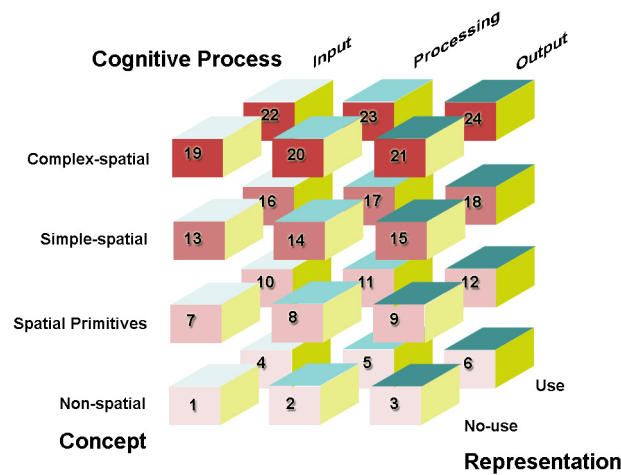 Cognitive Process
Input
Processing
Output
22
23
24
19
20
21
Complex-spatial
16
17
18
13
14
15
Simple-spatial
10
11
12
7
8
9
Spatial Primitives
4
5
6
1
2
3
Non-spatial
Use
No-use
Concept
Representation